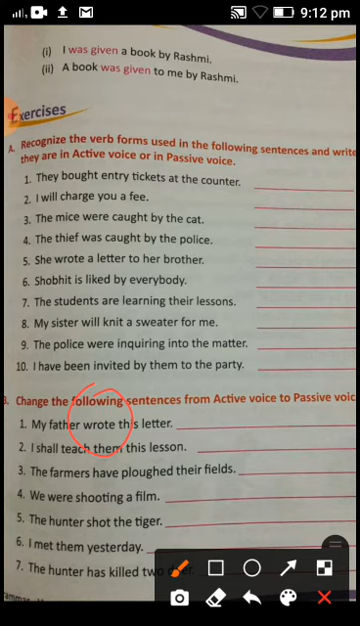 9:12 pm
(i) I was given a book by Rashmi.
(ii) A book was given to me by Rashmi.
Exercises
A. Recognize the verb forms used in the following sentences and write
they are in Active voice or in Passive voice.
1. They bought entry tickets at the counter.
2. I will charge you a fee.
3. The mice were caught by the cat.
4. The thief was caught by the police.
5. She wrote a letter to her brother.
6. Shobhit is liked by everybody.
7. The students are learning their lessons.
8. My sister will knit a sweater for me.
9. The police were inquiring into the matter.
10. I have been invited by them to the party.
3. Change the following sentences from Active voice to Passive voic
1. My father wrote this letter.
2. I shall teach them this lesson.
3. The farmers have ploughed their fields.
4. We were shooting a film.
5. The hunter shot the tiger.
6. I met them yesterday.
7. The hunter has killed two